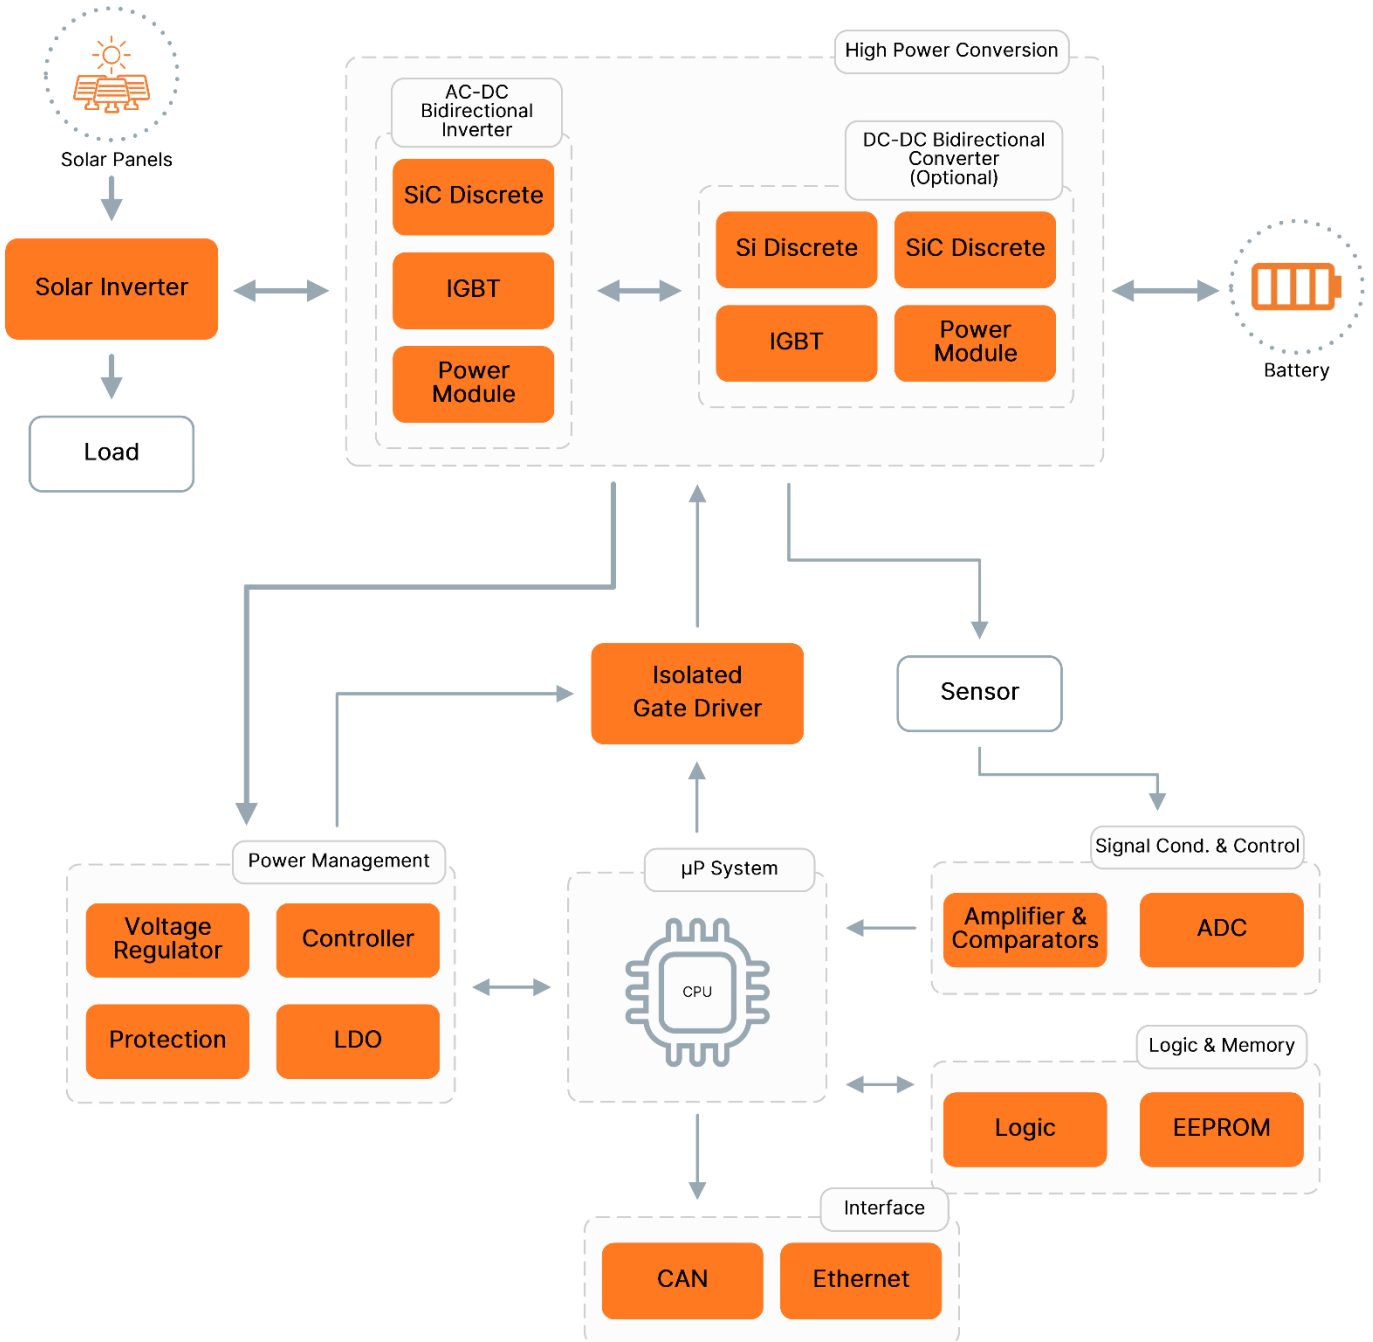 Solar Panels
Solar Inverter
Load
High Power Conversion
AC-DC
Bidirectional
Inverter
SiC Discrete
IGBT
Power
Module
DC-DC Bidirectional
Converter
(Optional)
Si Discrete
SiC Discrete
IGBT
Power
Module
Battery
Isolated
Gate Driver
Sensor
Power Management
Voltage
Regulator
Controller
Protection
LDO
µP System
CPU
Signal Cond. & Control
Amplifier &
Comparators
ADC
Logic & Memory
Logic
EEPROM
Interface
CAN
Ethernet